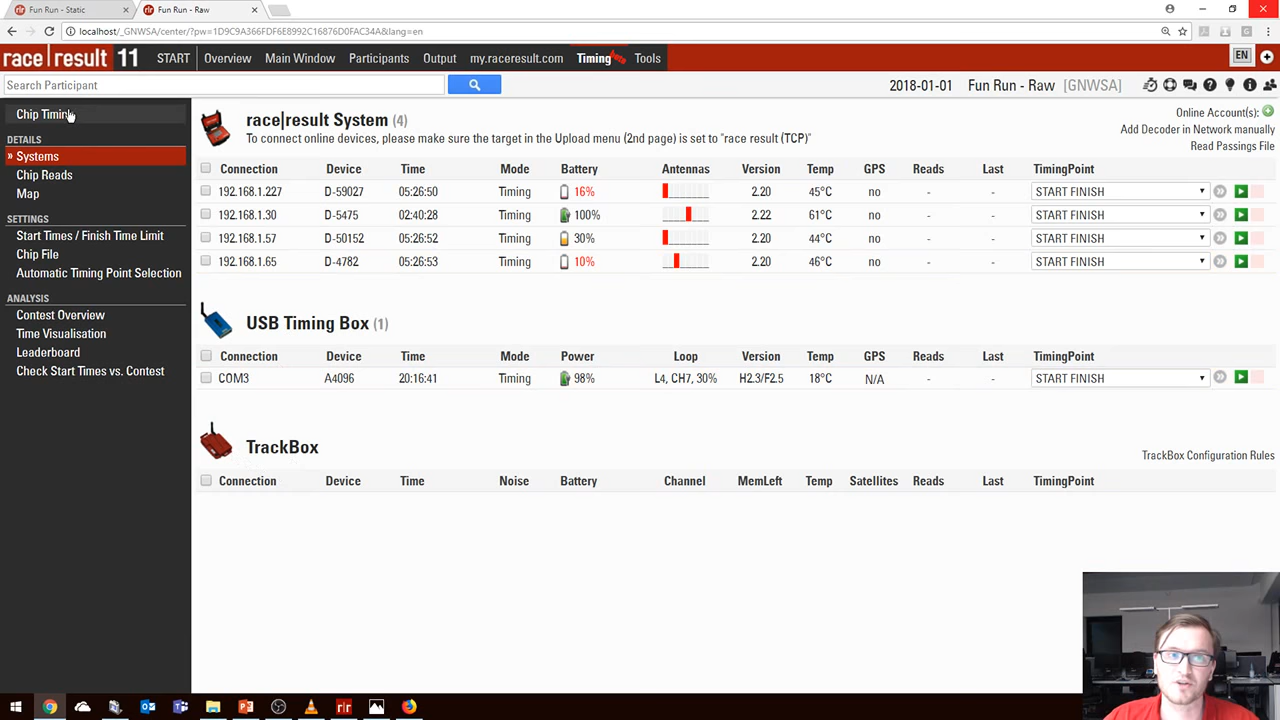 Fun Run - Static
Fun Run - Raw
localhost/_GNWSA/center/?pw=1D9C9A366FDF6E8992C16876D0FAC34A&lang=en
race|result 11 START Overview Main Window Participants Output my.raceresult.com Timing Tools EN
Search Participant
2018-01-01 Fun Run - Raw [GNWSA]
Chip Timing
DETAILS
» Systems
Chip Reads
Map
SETTINGS
Start Times / Finish Time Limit
Chip File
Automatic Timing Point Selection
ANALYSIS
Contest Overview
Time Visualisation
Leaderboard
Check Start Times vs. Contest
race|result System (4)
To connect online devices, please make sure the target in the Upload menu (2nd page) is set to "race result (TCP)"
Online Account(s):
Add Decoder in Network manually
Read Passings File
Connection Device Time Mode Battery Antennas Version Temp GPS Reads Last TimingPoint
192.168.1.227 D-59027 05:26:50 Timing 16% 2.20 45°C no - - START FINISH
192.168.1.30 D-5475 02:40:28 Timing 100% 2.22 61°C no - - START FINISH
192.168.1.57 D-50152 05:26:52 Timing 30% 2.20 44°C no - - START FINISH
192.168.1.65 D-4782 05:26:53 Timing 10% 2.20 46°C no - - START FINISH
USB Timing Box (1)
Connection Device Time Mode Power Loop Version Temp GPS Reads Last TimingPoint
COM3 A4096 20:16:41 Timing 98% L4, CH7, 30% H2.3/F2.5 18°C N/A - - START FINISH
TrackBox
TrackBox Configuration Rules
Connection Device Time Noise Battery Channel MemLeft Temp Satellites Reads Last TimingPoint